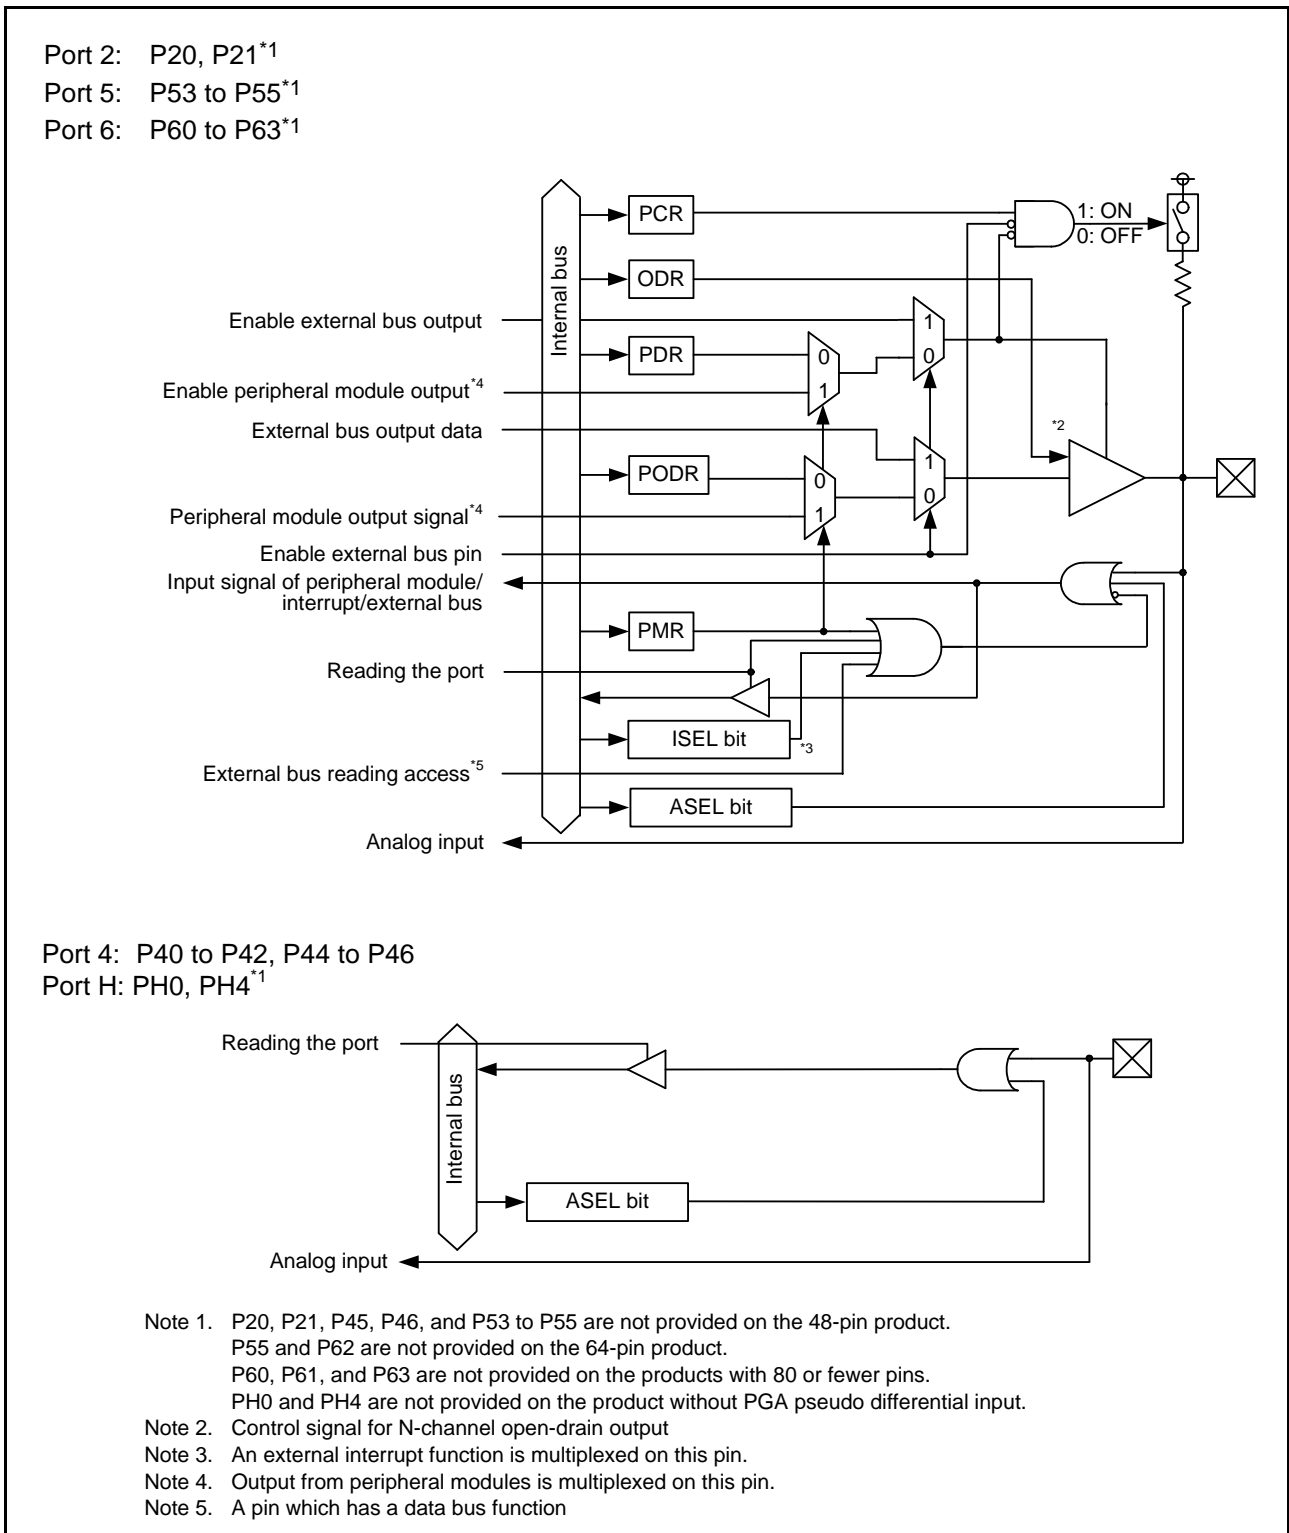 Port 2: P20, P21*1
Port 5: P53 to P55*1
Port 6: P60 to P63*1
PCR
1: ON
0: OFF
Internal bus
ODR
Enable external bus output
1
PDR
0
0
Enable peripheral module output*4
1
External bus output data
*2
1
PODR
0
0
Peripheral module output signal*4
1
Enable external bus pin
Input signal of peripheral module/
interrupt/external bus
PMR
Reading the port
ISEL bit
*3
External bus reading access*5
ASEL bit
Analog input
Port 4: P40 to P42, P44 to P46
Port H: PH0, PH4*1
Reading the port
Internal bus
ASEL bit
Analog input
Note 1. P20, P21, P45, P46, and P53 to P55 are not provided on the 48-pin product.
P55 and P62 are not provided on the 64-pin product.
P60, P61, and P63 are not provided on the products with 80 or fewer pins.
PH0 and PH4 are not provided on the product without PGA pseudo differential input.
Note 2. Control signal for N-channel open-drain output
Note 3. An external interrupt function is multiplexed on this pin.
Note 4. Output from peripheral modules is multiplexed on this pin.
Note 5. A pin which has a data bus function